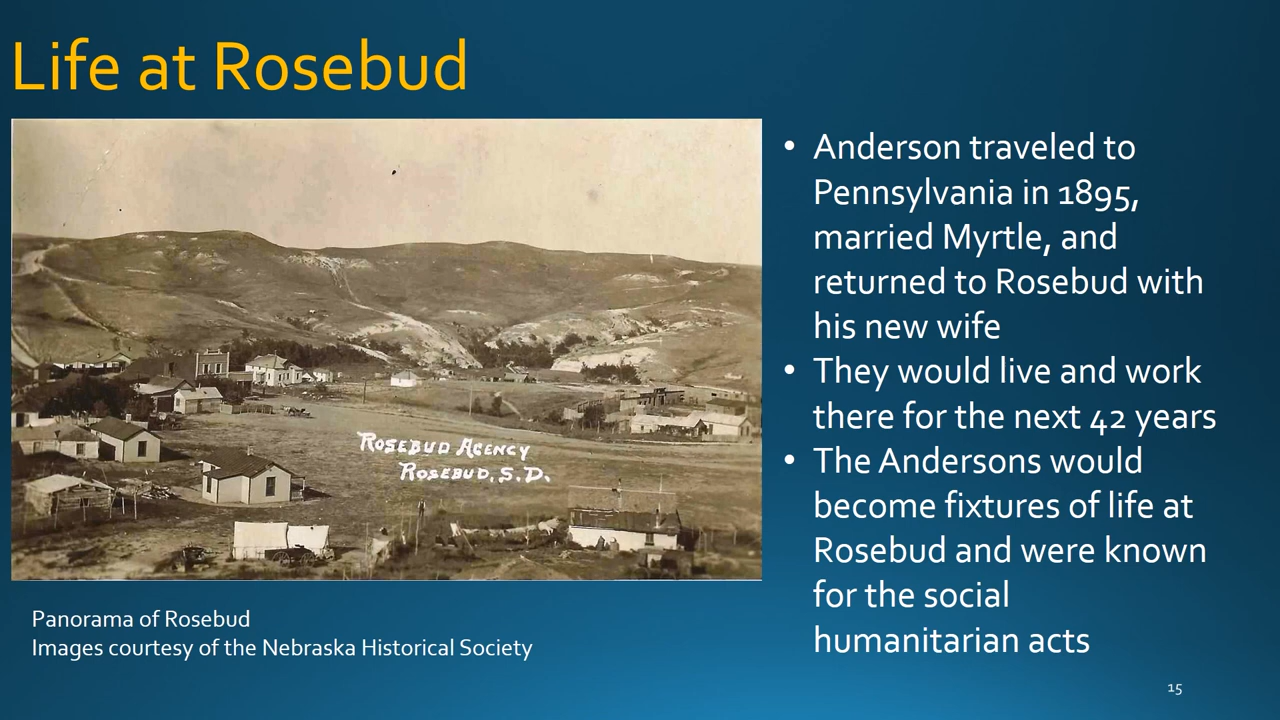 Life at Rosebud
ROSEBUD AGENCY
ROSEBUD, S.D.
Panorama of Rosebud
Images courtesy of the Nebraska Historical Society
• Anderson traveled to
Pennsylvania in 1895,
married Myrtle, and
returned to Rosebud with
his new wife
• They would live and work
there for the next 42 years
• The Andersons would
become fixtures of life at
Rosebud and were known
for the social
humanitarian acts
15